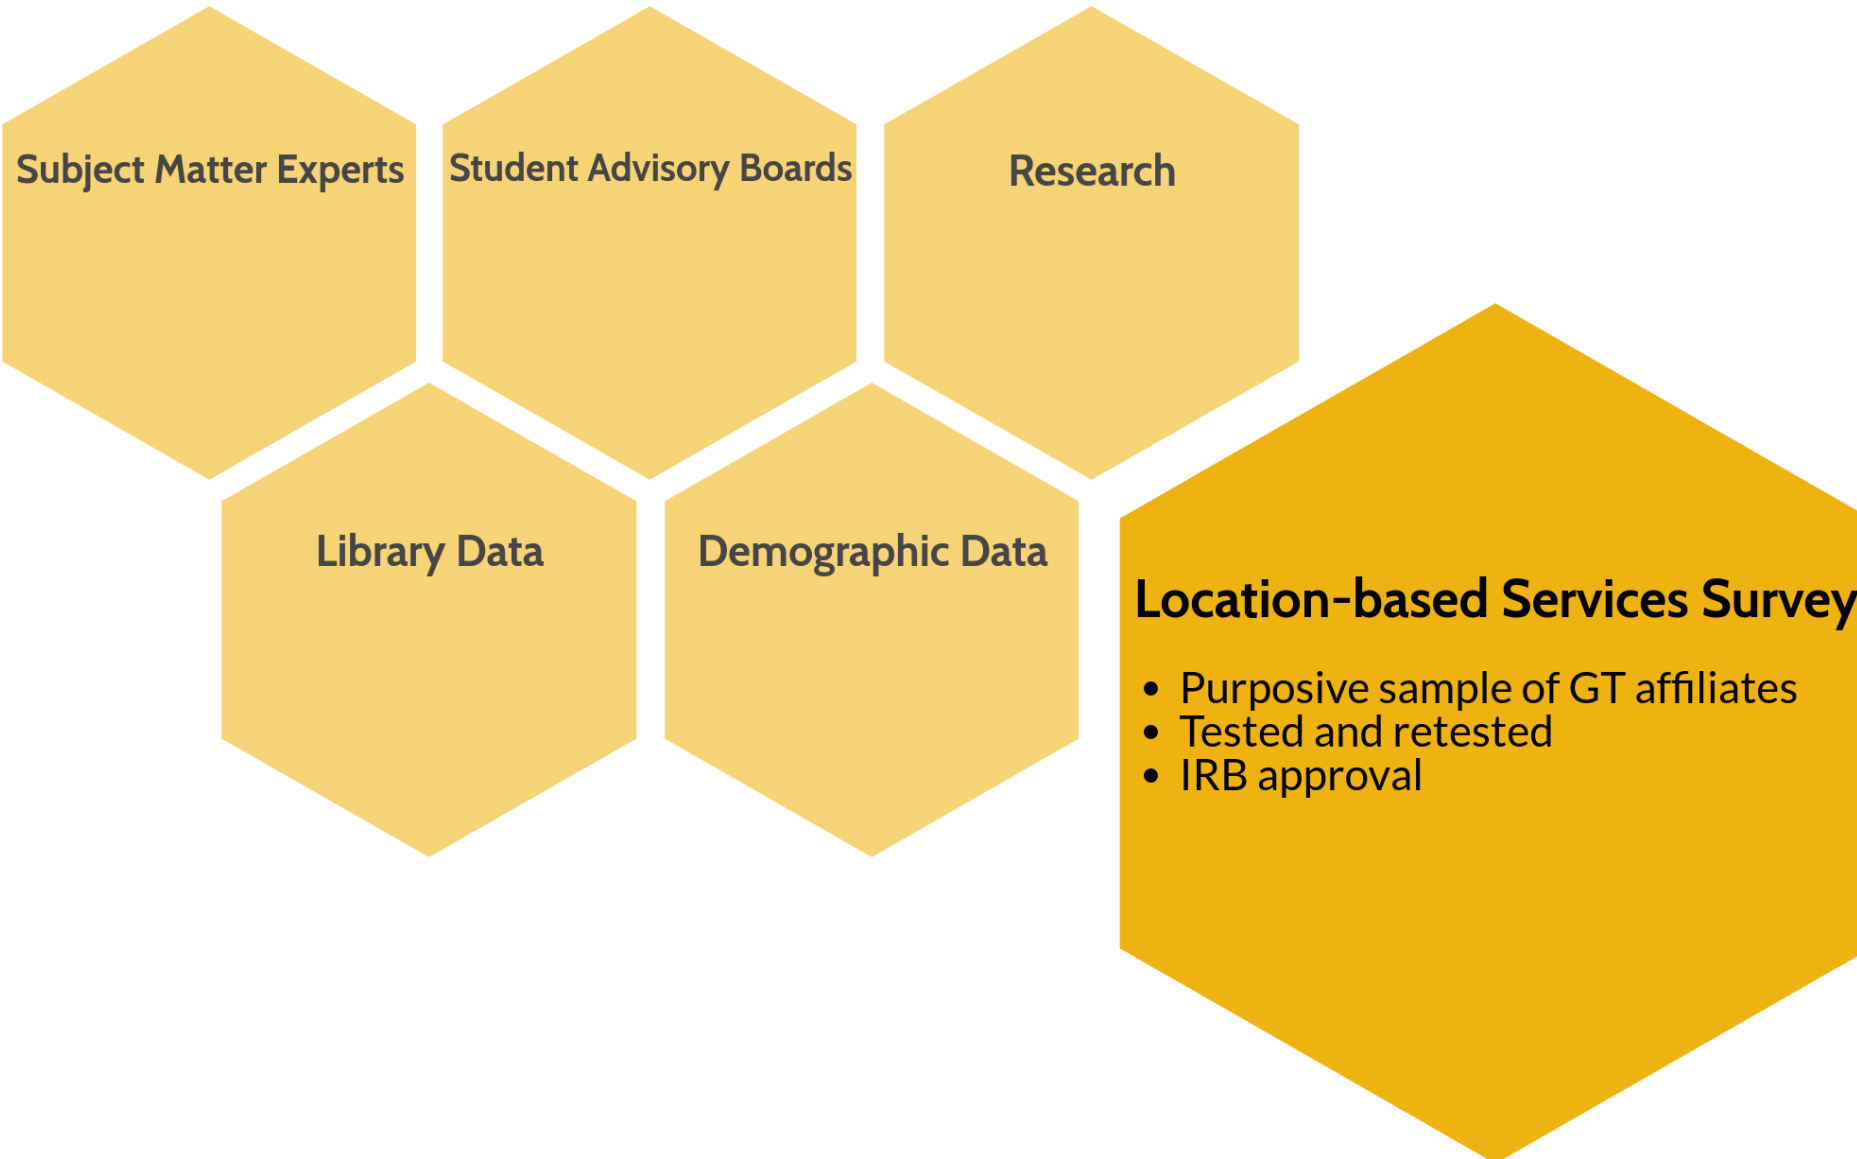 Subject Matter Experts
Student Advisory Boards
Research
Library Data
Demographic Data
Location-based Services Survey
• Purposive sample of GT affiliates
• Tested and retested
• IRB approval